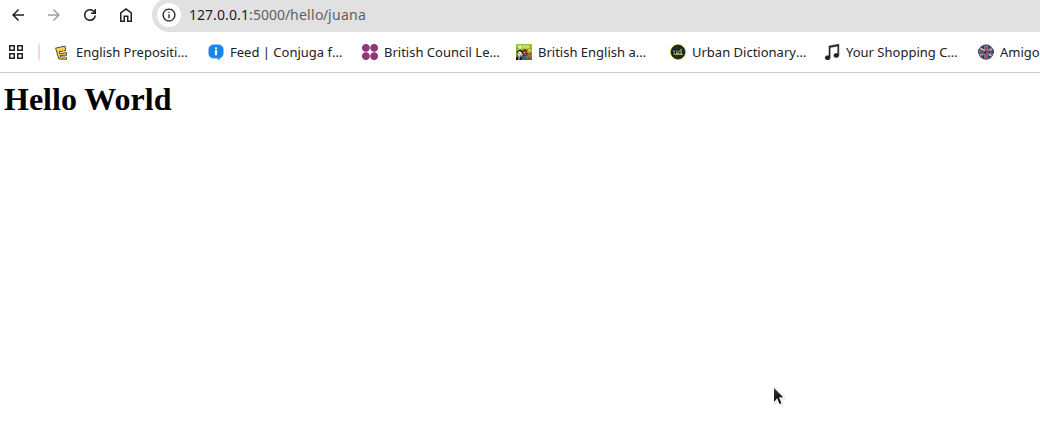 127.0.0.1:5000/hello/juana
English Prepositi... Feed | Conjuga f... British Council Le... British English a... ud Urban Dictionary... Your Shopping C... Amigo
Hello World